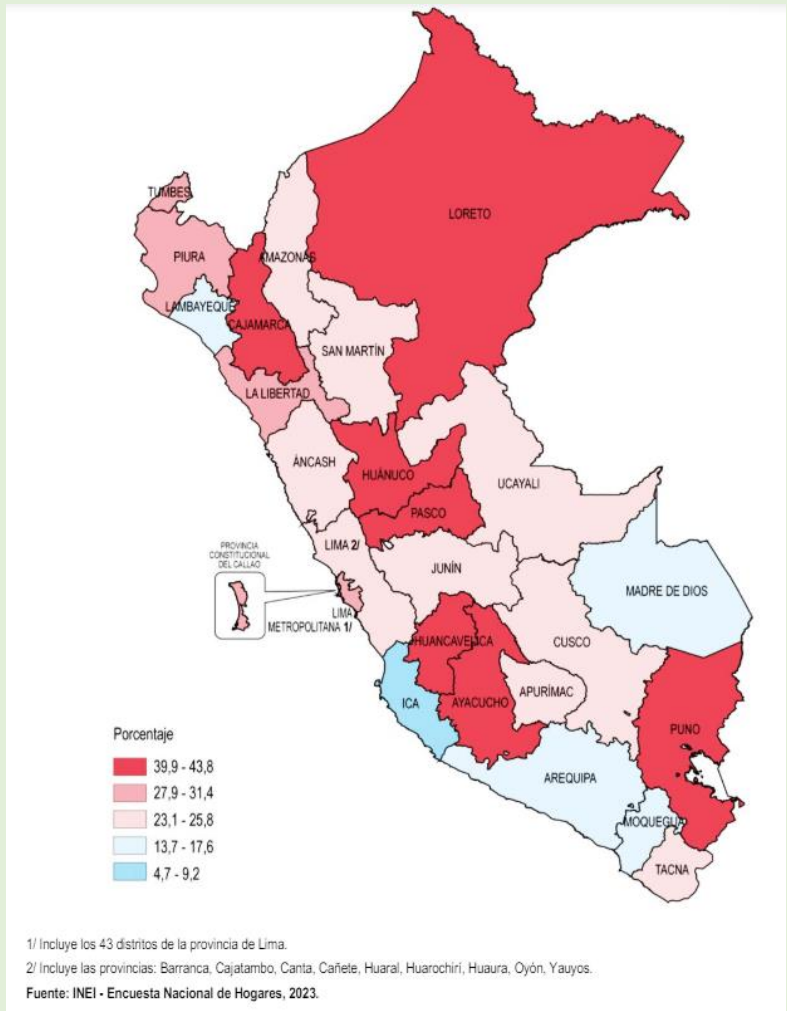 LORETO
TUMBES
PIURA
AMAZONAS
LAMBAYEQUE
CAJAMARCA
SAN MARTÍN
LA LIBERTAD
ÁNCASH
HUÁNUCO
UCAYALI
PASCO
PROVINCIA
CONSTITUCIONAL
DEL CALLAO
LIMA 2/
JUNÍN
MADRE DE DIOS
LIMA
METROPOLITANA 1/
HUANCAVELICA
CUSCO
ICA
AYACUCHO
APURÍMAC
PUNO
AREQUIPA
MOQUEGUA
TACNA
Porcentaje
39,9 - 43,8
27,9 - 31,4
23,1 - 25,8
13,7 - 17,6
4,7 - 9,2
1/ Incluye los 43 distritos de la provincia de Lima.
2/ Incluye las provincias: Barranca, Cajatambo, Canta, Cañete, Huaral, Huarochirí, Huaura, Oyón, Yauyos.
Fuente: INEI - Encuesta Nacional de Hogares, 2023.